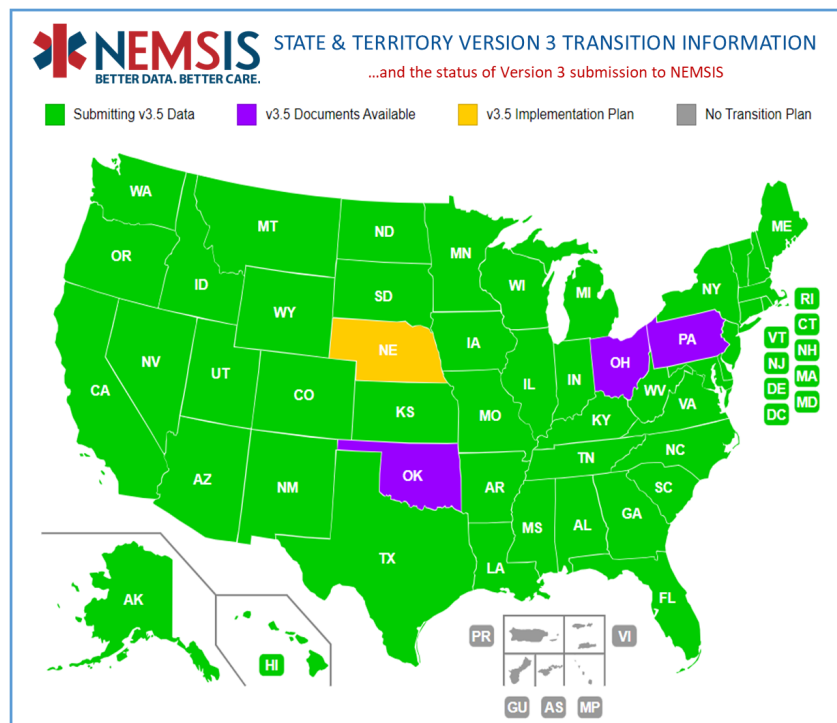 NEMSIS
BETTER DATA. BETTER CARE.
STATE & TERRITORY VERSION 3 TRANSITION INFORMATION
...and the status of Version 3 submission to NEMSIS
Submitting v3.5 Data
v3.5 Documents Available
v3.5 Implementation Plan
No Transition Plan
WA
MT
ND
MN
ME
OR
ID
SD
WI
MI
NY
WY
RI
CT
VT
NH
NE
IA
PA
NV
UT
OH
NJ
MA
CA
CO
IL
IN
WV
DE
MD
KS
MO
KY
VA
DC
AZ
NM
OK
AR
TN
NC
SC
MS
AL
GA
TX
LA
FL
AK
HI
PR
VI
GU
AS
MP